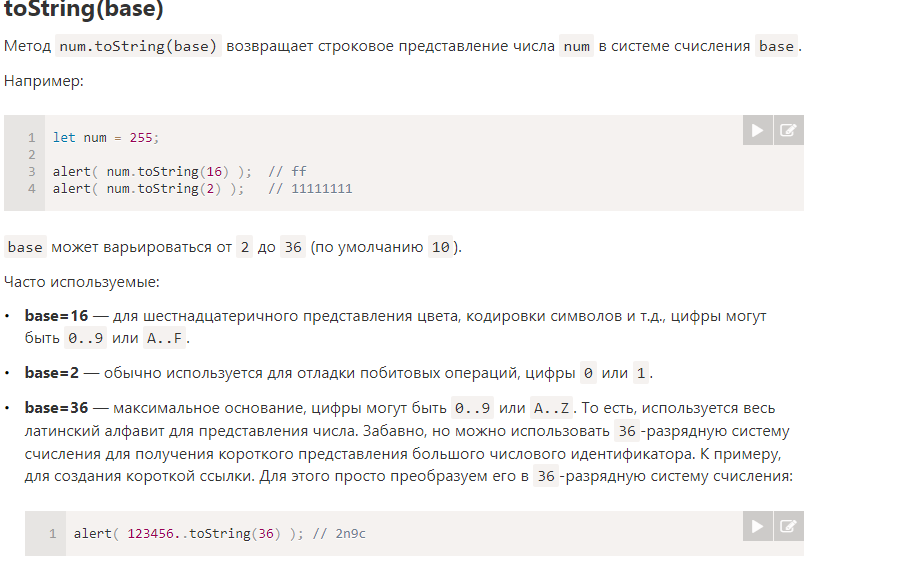 toString(base)
Метод num.toString(base) возвращает строковое представление числа num в системе счисления base.
Например:
1 let num = 255;
2
3 alert( num.toString(16) );  // ff
4 alert( num.toString(2) );   // 11111111
base может варьироваться от 2 до 36 (по умолчанию 10).
Часто используемые:
• base=16 — для шестнадцатеричного представления цвета, кодировки символов и т.д., цифры могут
быть 0..9 или A..F.
• base=2 — обычно используется для отладки побитовых операций, цифры 0 или 1.
• base=36 — максимальное основание, цифры могут быть 0..9 или A..Z. То есть, используется весь
латинский алфавит для представления числа. Забавно, но можно использовать 36-разрядную систему
счисления для получения короткого представления большого числового идентификатора. К примеру,
для создания короткой ссылки. Для этого просто преобразуем его в 36-разрядную систему счисления:
1 alert( 123456..toString(36) ); // 2n9c